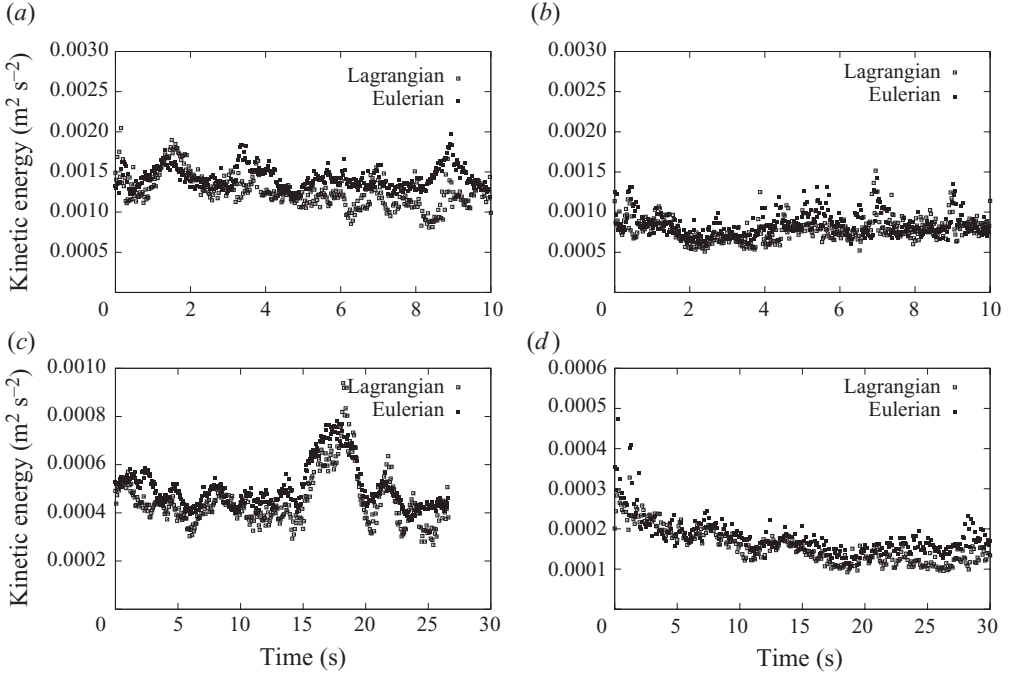 (a)
(b)
0.0030
0.0025
0.0020
0.0015
0.0010
0.0005
Kinetic energy (m² s⁻²)
Lagrangian
Eulerian
0 2 4 6 8 10
0.0030
0.0025
0.0020
0.0015
0.0010
0.0005
Lagrangian
Eulerian
0 2 4 6 8 10
(c)
(d)
0.0010
0.0008
0.0006
0.0004
0.0002
Kinetic energy (m² s⁻²)
Lagrangian
Eulerian
0 5 10 15 20 25 30
Time (s)
0.0006
0.0005
0.0004
0.0003
0.0002
0.0001
Lagrangian
Eulerian
0 5 10 15 20 25 30
Time (s)